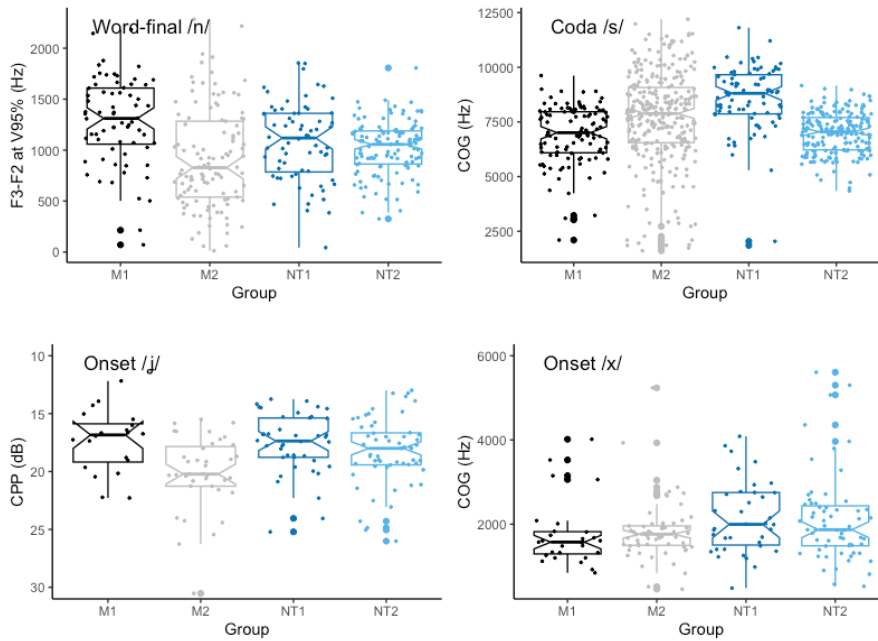 Word-final /n/
F3-F2 at V95% (Hz)
2000
1500
1000
500
0
M1 M2 NT1 NT2
Group
Coda /s/
COG (Hz)
12500
10000
7500
5000
2500
M1 M2 NT1 NT2
Group
Onset /ʝ/
CPP (dB)
10
15
20
25
30
M1 M2 NT1 NT2
Group
Onset /x/
COG (Hz)
6000
4000
2000
M1 M2 NT1 NT2
Group